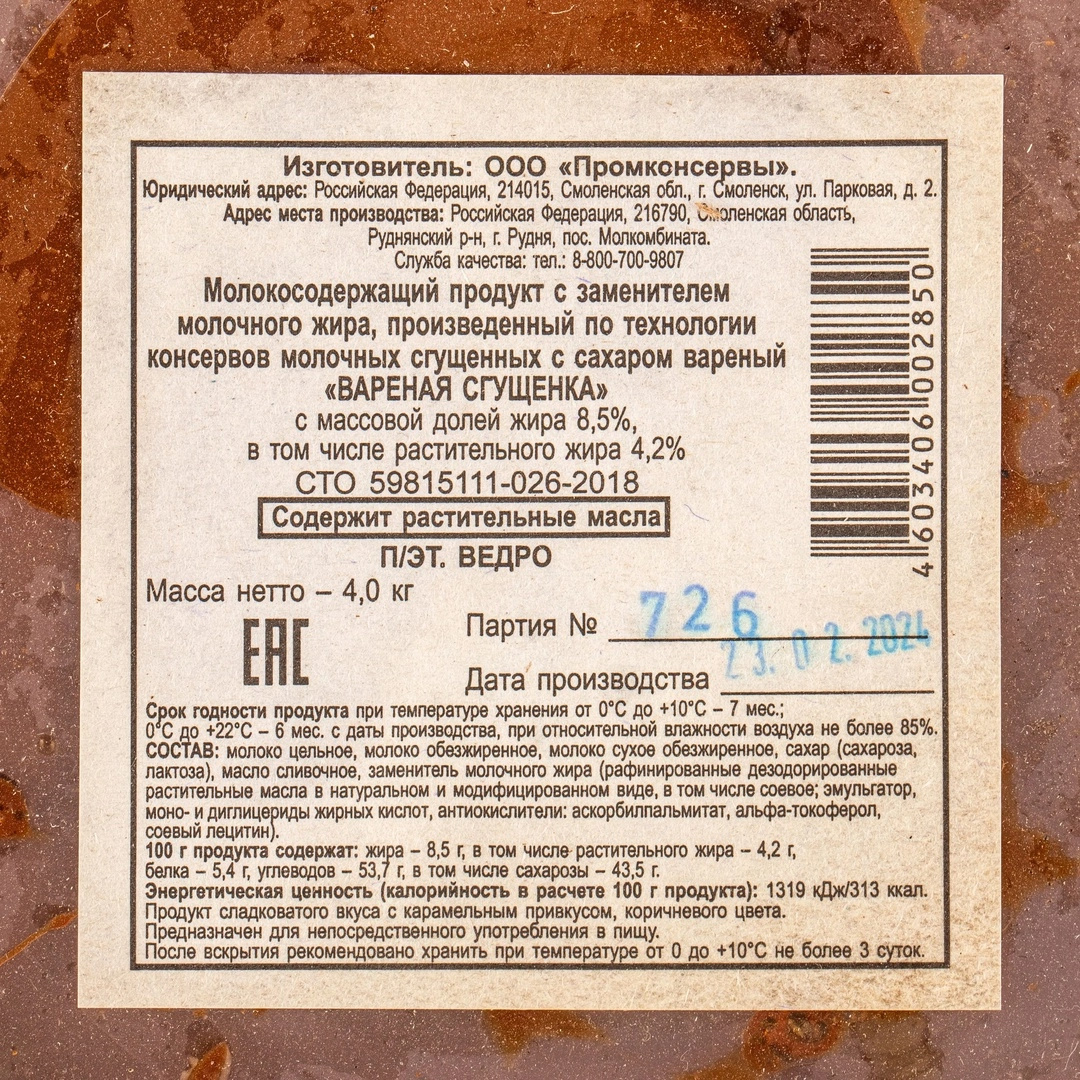 Изготовитель: ООО «Промконсервы».
Юридический адрес: Российская Федерация, 214015, Смоленская обл., г. Смоленск, ул. Парковая, д. 2.
Адрес места производства: Российская Федерация, 216790, Смоленская область,
Руднянский р-н, г. Рудня, пос. Молкомбината.
Служба качества: тел.: 8-800-700-9807
Молокосодержащий продукт с заменителем
молочного жира, произведенный по технологии
консервов молочных сгущенных с сахаром вареный
«ВАРЕНАЯ СГУЩЕНКА»
с массовой долей жира 8,5%,
в том числе растительного жира 4,2%
СТО 59815111-026-2018
Содержит растительные масла
П/ЭТ. ВЕДРО
4 603406 002850
Масса нетто – 4,0 кг
EAC
Партия № 726
Дата производства 23.02.2024
Срок годности продукта при температуре хранения от 0°С до +10°С – 7 мес.;
0°С до +22°С – 6 мес. с даты производства, при относительной влажности воздуха не более 85%.
СОСТАВ: молоко цельное, молоко обезжиренное, молоко сухое обезжиренное, сахар (сахароза,
лактоза), масло сливочное, заменитель молочного жира (рафинированные дезодорированные
растительные масла в натуральном и модифицированном виде, в том числе соевое; эмульгатор,
моно- и диглицериды жирных кислот, антиокислители: аскорбилпальмитат, альфа-токоферол,
соевый лецитин).
100 г продукта содержат: жира – 8,5 г, в том числе растительного жира – 4,2 г,
белка – 5,4 г, углеводов – 53,7 г, в том числе сахарозы – 43,5 г.
Энергетическая ценность (калорийность в расчете 100 г продукта): 1319 кДж/313 ккал.
Продукт сладковатого вкуса с карамельным привкусом, коричневого цвета.
Предназначен для непосредственного употребления в пищу.
После вскрытия рекомендовано хранить при температуре от 0 до +10°С не более 3 суток.